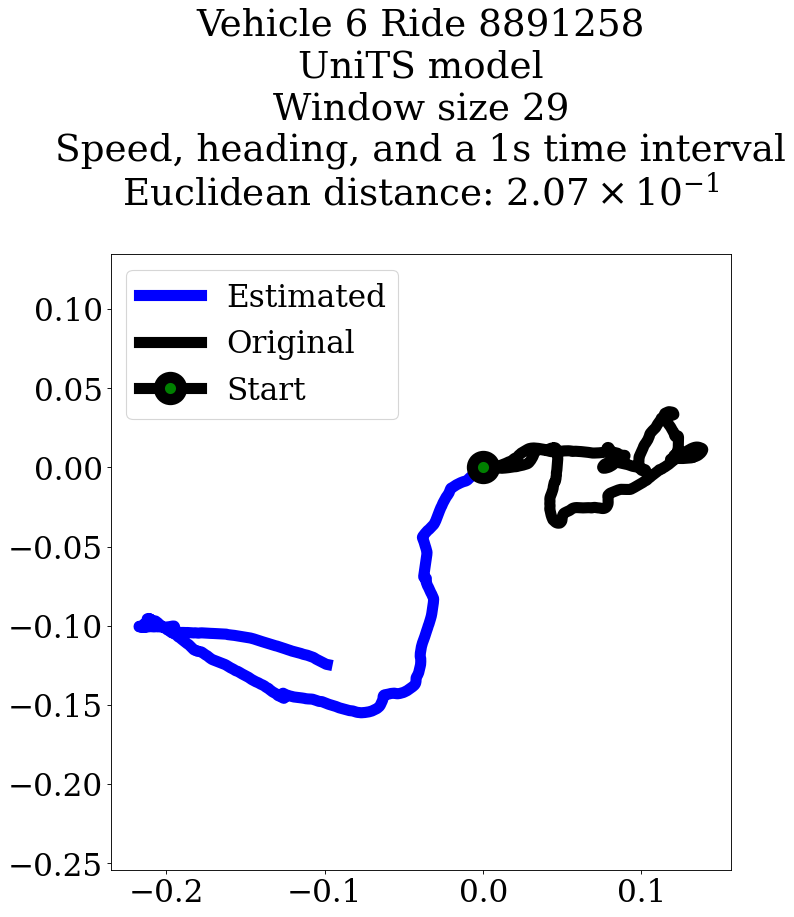 Vehicle 6 Ride 8891258
UniTS model
Window size 29
Speed, heading, and a 1s time interval
Euclidean distance: 2.07 × 10⁻¹
Estimated
Original
Start
0.10
0.05
0.00
−0.05
−0.10
−0.15
−0.20
−0.25
−0.2 −0.1 0.0 0.1